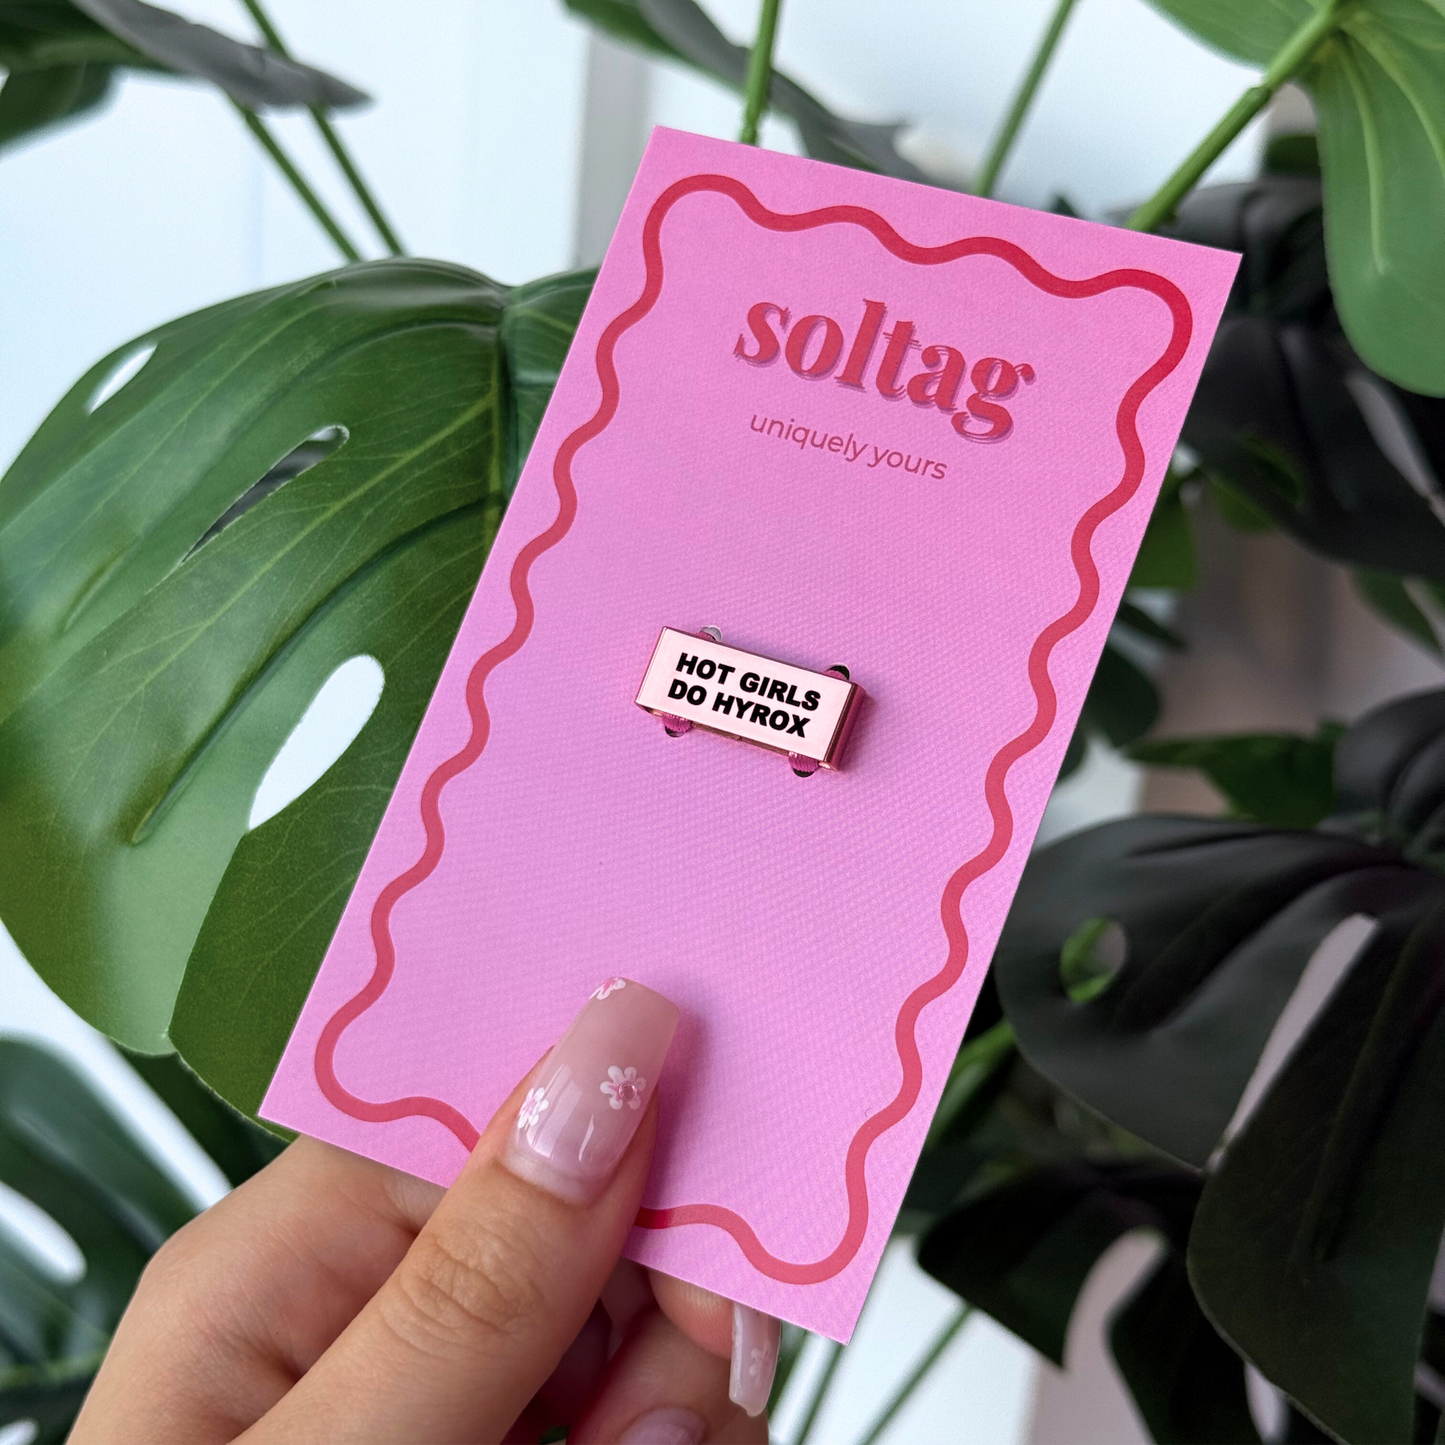 soltag
uniquely yours
HOT GIRLS
DO HYROX